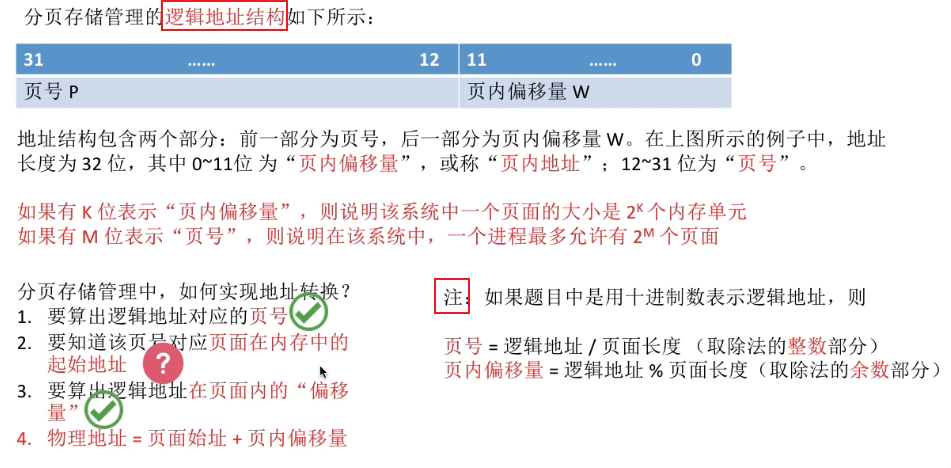 分页存储管理的逻辑地址结构如下所示：
31 …… 12 11 …… 0
页号 P 页内偏移量 W
地址结构包含两个部分：前一部分为页号，后一部分为页内偏移量 W。在上图所示的例子中，地址
长度为 32 位，其中 0~11位 为“页内偏移量”，或称“页内地址”；12~31 位为“页号”。
如果有 K 位表示“页内偏移量”，则说明该系统中一个页面的大小是 2ᴷ 个内存单元
如果有 M 位表示“页号”，则说明在该系统中，一个进程最多允许有 2ᴹ 个页面
分页存储管理中，如何实现地址转换？
1. 要算出逻辑地址对应的页号
2. 要知道该页号对应页面在内存中的
起始地址
?
3. 要算出逻辑地址在页面内的“偏移
量”
4. 物理地址 = 页面始址 + 页内偏移量
注：如果题目中是用十进制数表示逻辑地址，则
页号 = 逻辑地址 / 页面长度 （取除法的整数部分）
页内偏移量 = 逻辑地址 % 页面长度（取除法的余数部分）